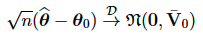 √n(θ̂ − θ₀) →ᴰ 𝔑(0, V̄₀)